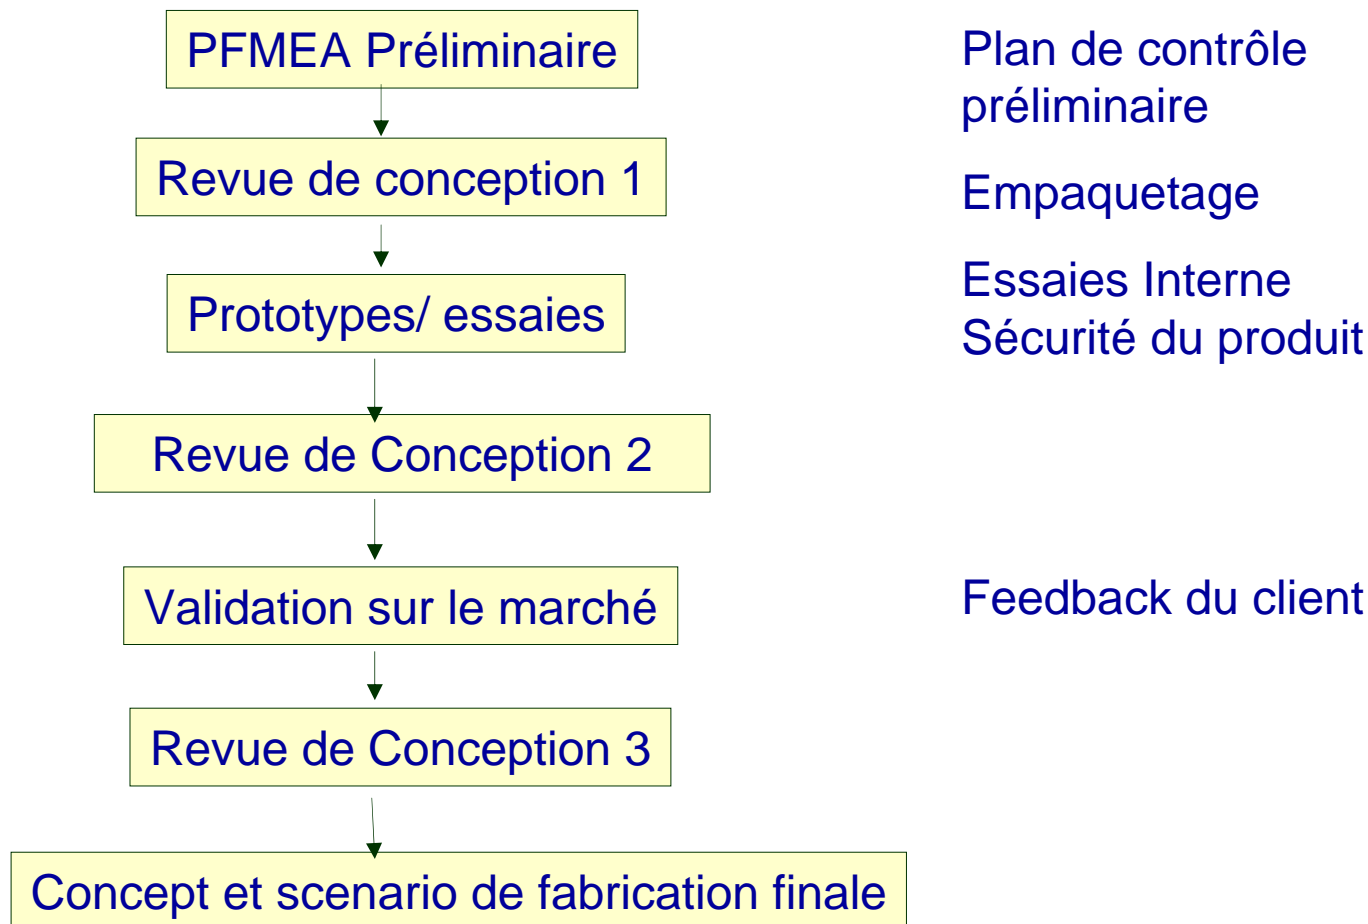 PFMEA Préliminaire
Plan de contrôle
préliminaire
Revue de conception 1
Empaquetage
Prototypes/ essaies
Essaies Interne
Sécurité du produit
Revue de Conception 2
Validation sur le marché
Feedback du client
Revue de Conception 3
Concept et scenario de fabrication finale